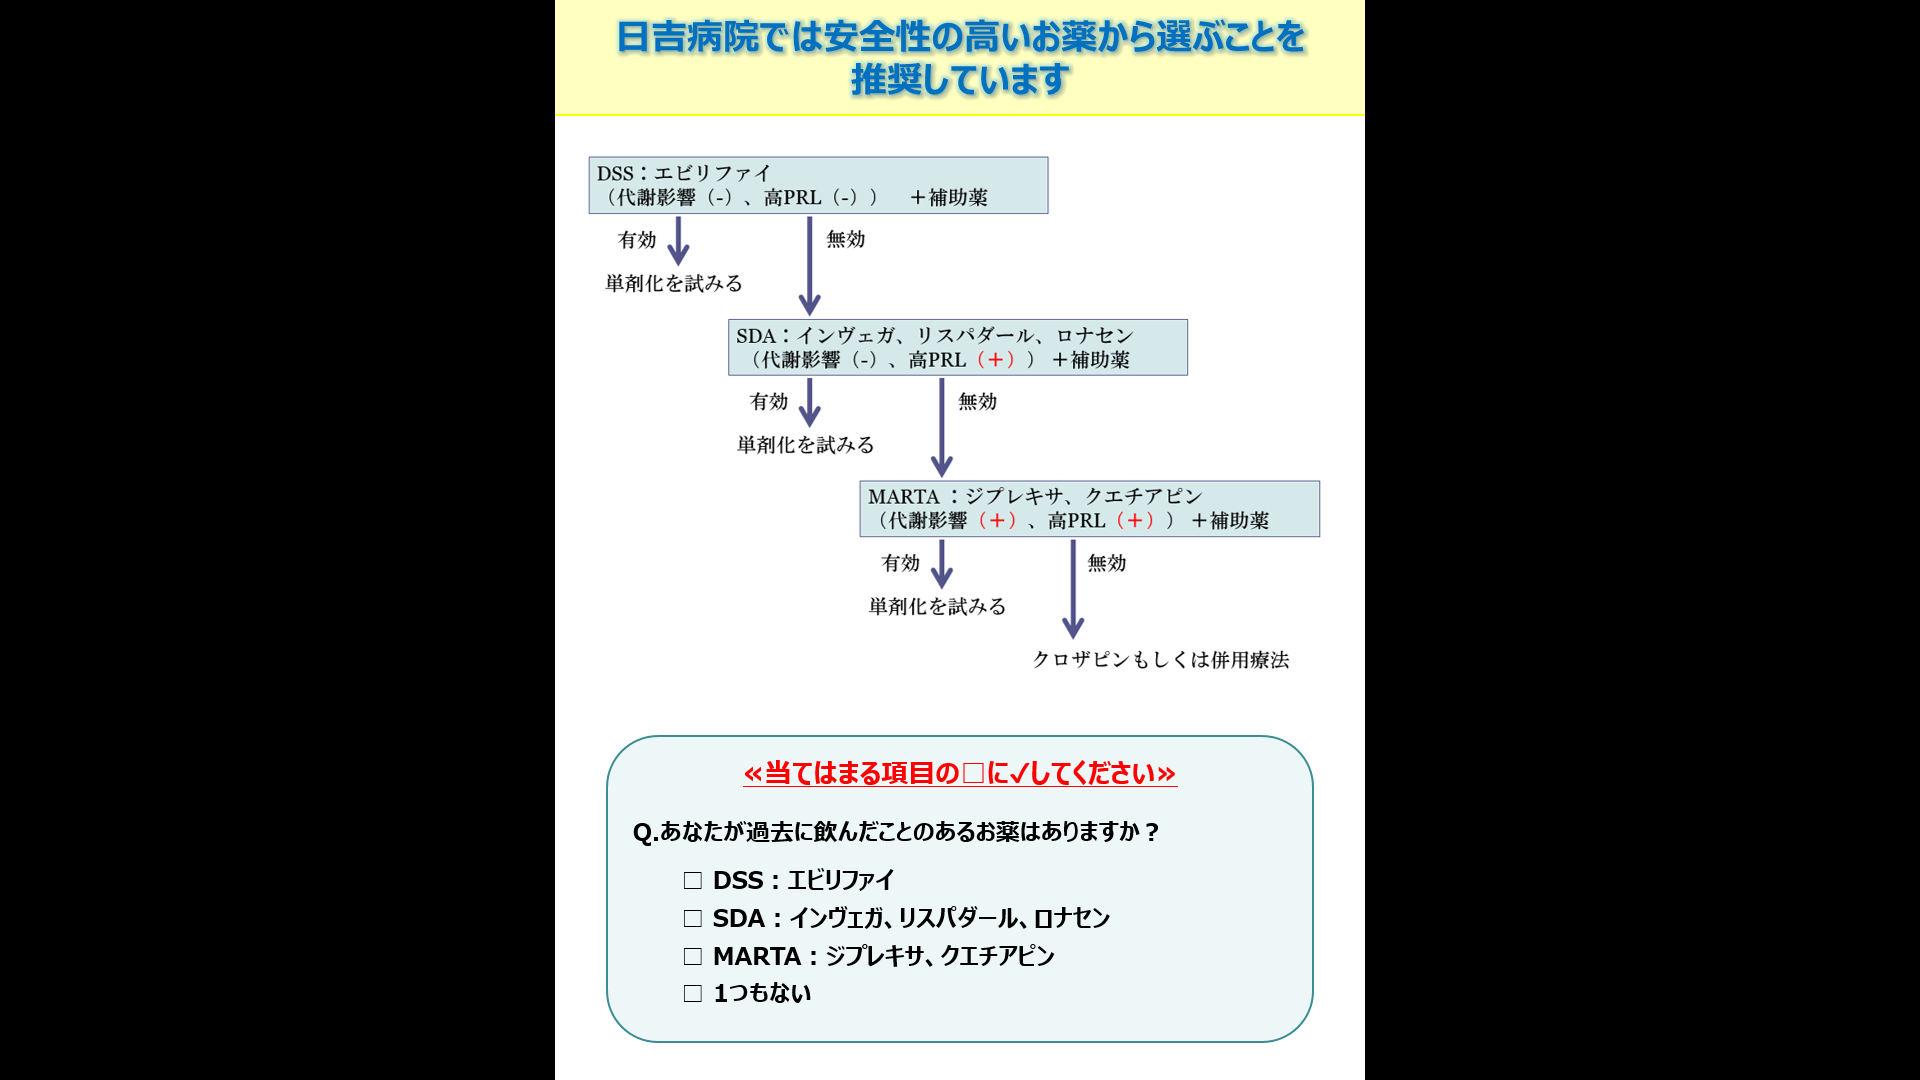 日吉病院では安全性の高いお薬から選ぶことを
推奨しています
DSS：エビリファイ
（代謝影響（-）、高PRL（-））　＋補助薬
有効
無効
単剤化を試みる
SDA：インヴェガ、リスパダール、ロナセン
（代謝影響（-）、高PRL（＋））＋補助薬
有効
無効
単剤化を試みる
MARTA ：ジプレキサ、クエチアピン
（代謝影響（＋）、高PRL（＋））＋補助薬
有効
無効
単剤化を試みる
クロザピンもしくは併用療法
≪当てはまる項目の□に✓してください≫
Q.あなたが過去に飲んだことのあるお薬はありますか？
□ DSS：エビリファイ
□ SDA：インヴェガ、リスパダール、ロナセン
□ MARTA：ジプレキサ、クエチアピン
□ 1つもない